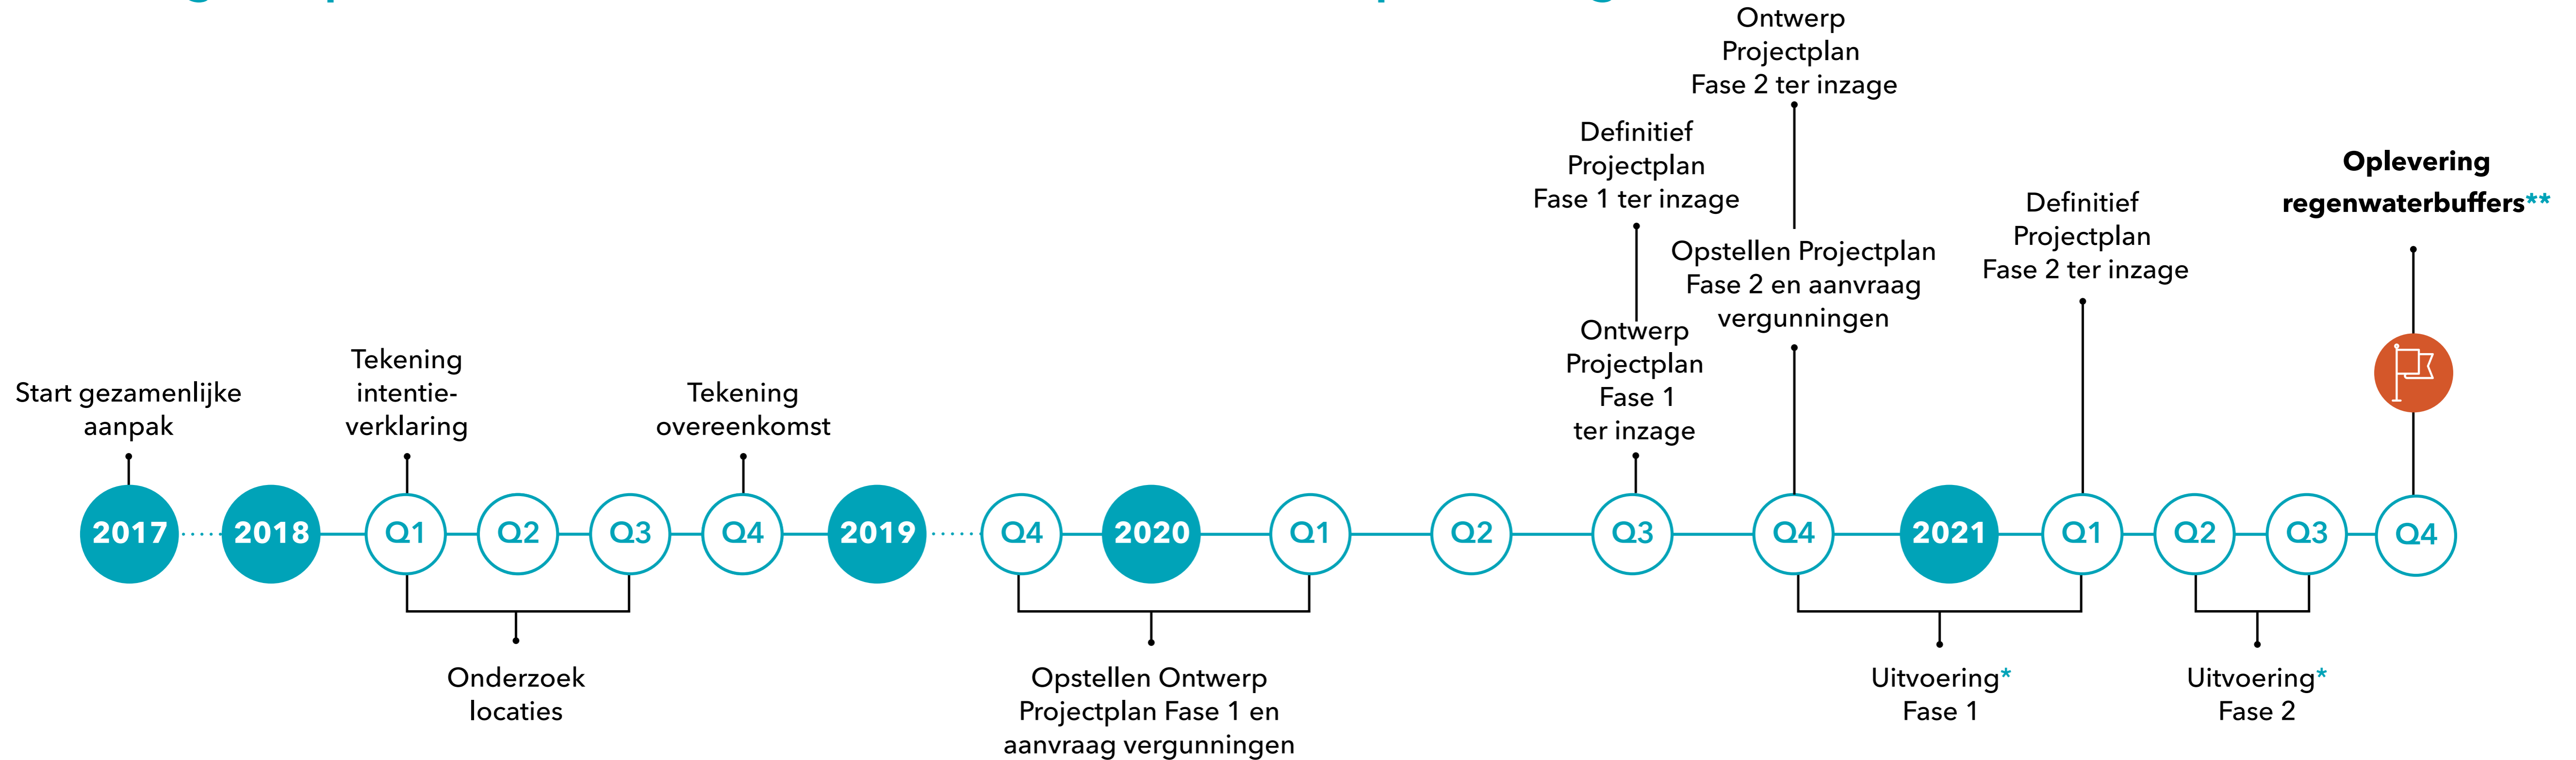 Ontwerp
Projectplan
Fase 2 ter inzage
Definitief
Projectplan
Fase 1 ter inzage
Opstellen Projectplan
Fase 2 en aanvraag
vergunningen
Ontwerp
Projectplan
Fase 1
ter inzage
Definitief
Projectplan
Fase 2 ter inzage
Oplevering
regenwaterbuffers**
Start gezamenlijke
aanpak
Tekening
intentie-
verklaring
Tekening
overeenkomst
2017 2018 Q1 Q2 Q3 Q4 2019 Q4 2020 Q1 Q2 Q3 Q4 2021 Q1 Q2 Q3 Q4
Onderzoek
locaties
Opstellen Ontwerp
Projectplan Fase 1 en
aanvraag vergunningen
Uitvoering*
Fase 1
Uitvoering*
Fase 2